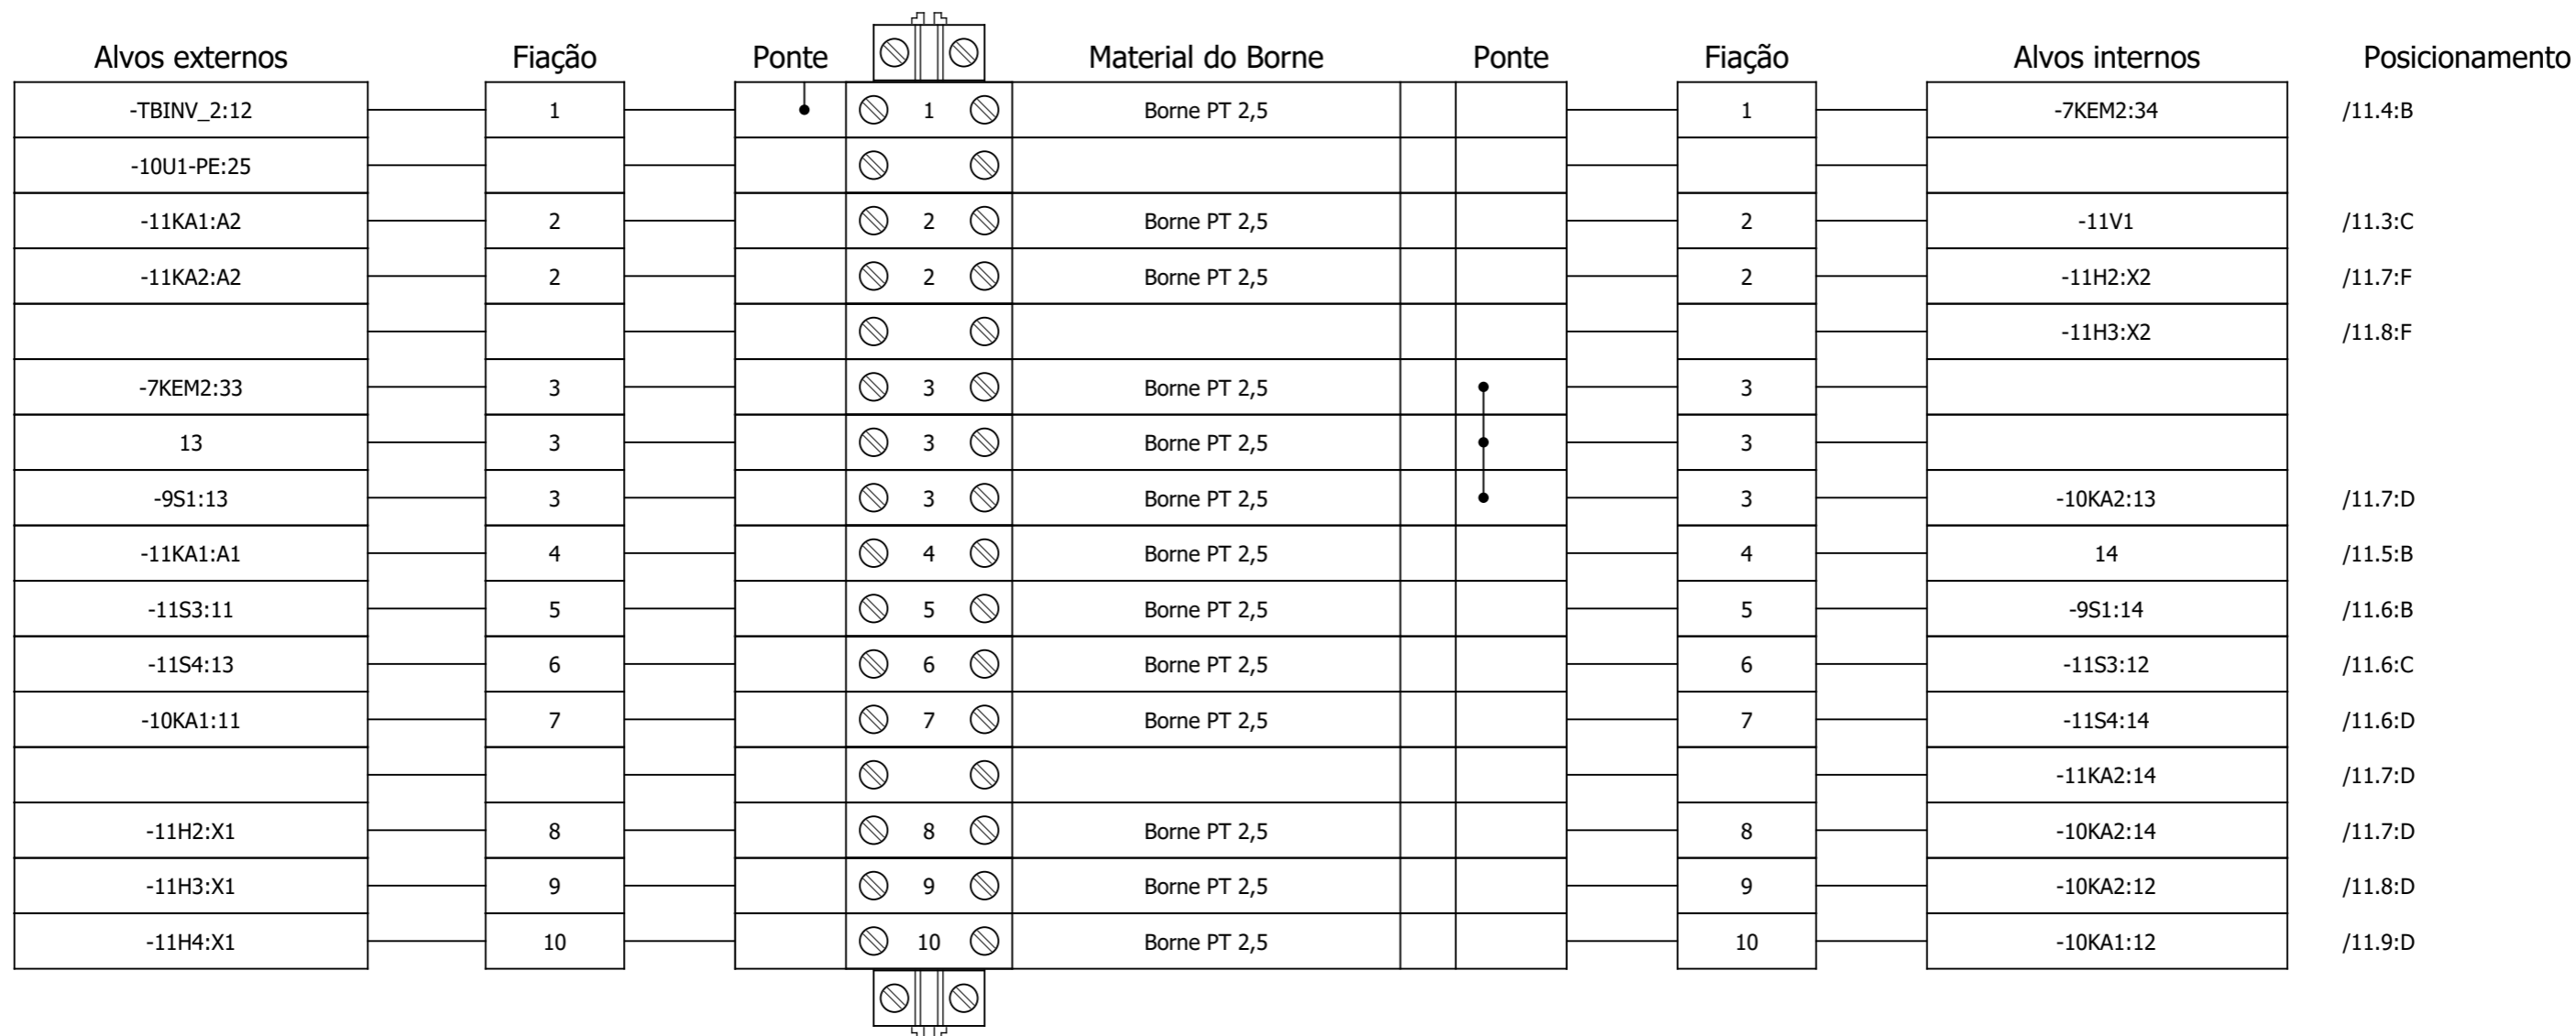 Alvos externos Fiação Ponte Material do Borne Ponte Fiação Alvos internos Posicionamento
-TBINV_2:12 1 1 Borne PT 2,5 1 -7KEM2:34 /11.4:B
-10U1-PE:25
-11KA1:A2 2 2 Borne PT 2,5 2 -11V1 /11.3:C
-11KA2:A2 2 2 Borne PT 2,5 2 -11H2:X2 /11.7:F
-11H3:X2 /11.8:F
-7KEM2:33 3 3 Borne PT 2,5 3
13 3 3 Borne PT 2,5 3
-9S1:13 3 3 Borne PT 2,5 3 -10KA2:13 /11.7:D
-11KA1:A1 4 4 Borne PT 2,5 4 14 /11.5:B
-11S3:11 5 5 Borne PT 2,5 5 -9S1:14 /11.6:B
-11S4:13 6 6 Borne PT 2,5 6 -11S3:12 /11.6:C
-10KA1:11 7 7 Borne PT 2,5 7 -11S4:14 /11.6:D
-11KA2:14 /11.7:D
-11H2:X1 8 8 Borne PT 2,5 8 -10KA2:14 /11.7:D
-11H3:X1 9 9 Borne PT 2,5 9 -10KA2:12 /11.8:D
-11H4:X1 10 10 Borne PT 2,5 10 -10KA1:12 /11.9:D